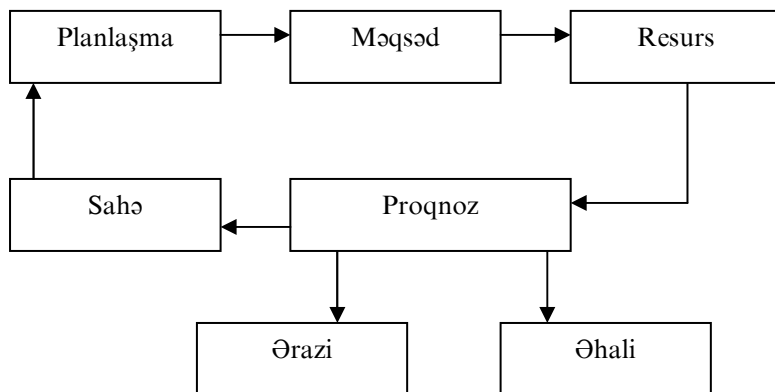 Planlaşma
Məqsəd
Resurs
Sahə
Proqnoz
Ərazi
Əhali